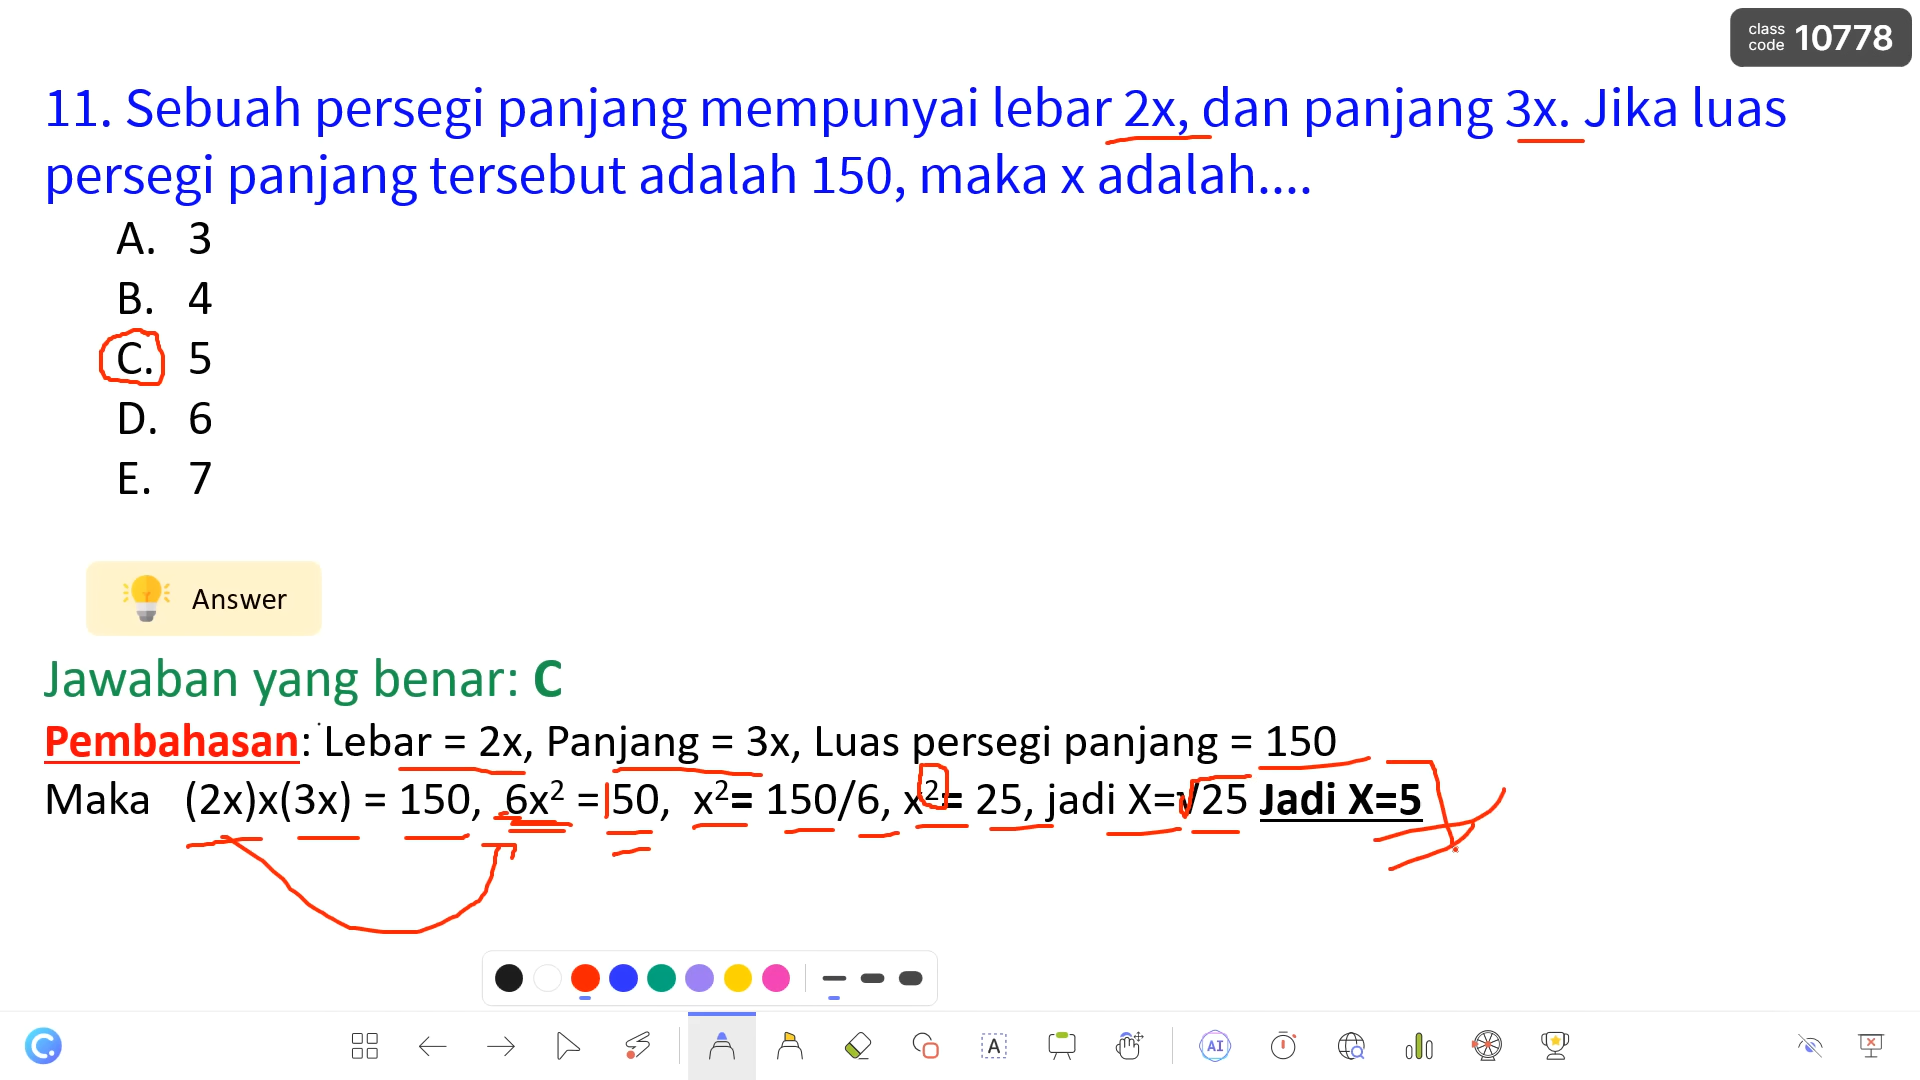 class code 10778
11. Sebuah persegi panjang mempunyai lebar 2x, dan panjang 3x. Jika luas
persegi panjang tersebut adalah 150, maka x adalah....
A. 3
B. 4
C. 5
D. 6
E. 7
Answer
Jawaban yang benar: C
Pembahasan: Lebar = 2x, Panjang = 3x, Luas persegi panjang = 150
Maka (2x)x(3x) = 150, 6x² =150, x²= 150/6, x²= 25, jadi X=√25 Jadi X=5
A
AI